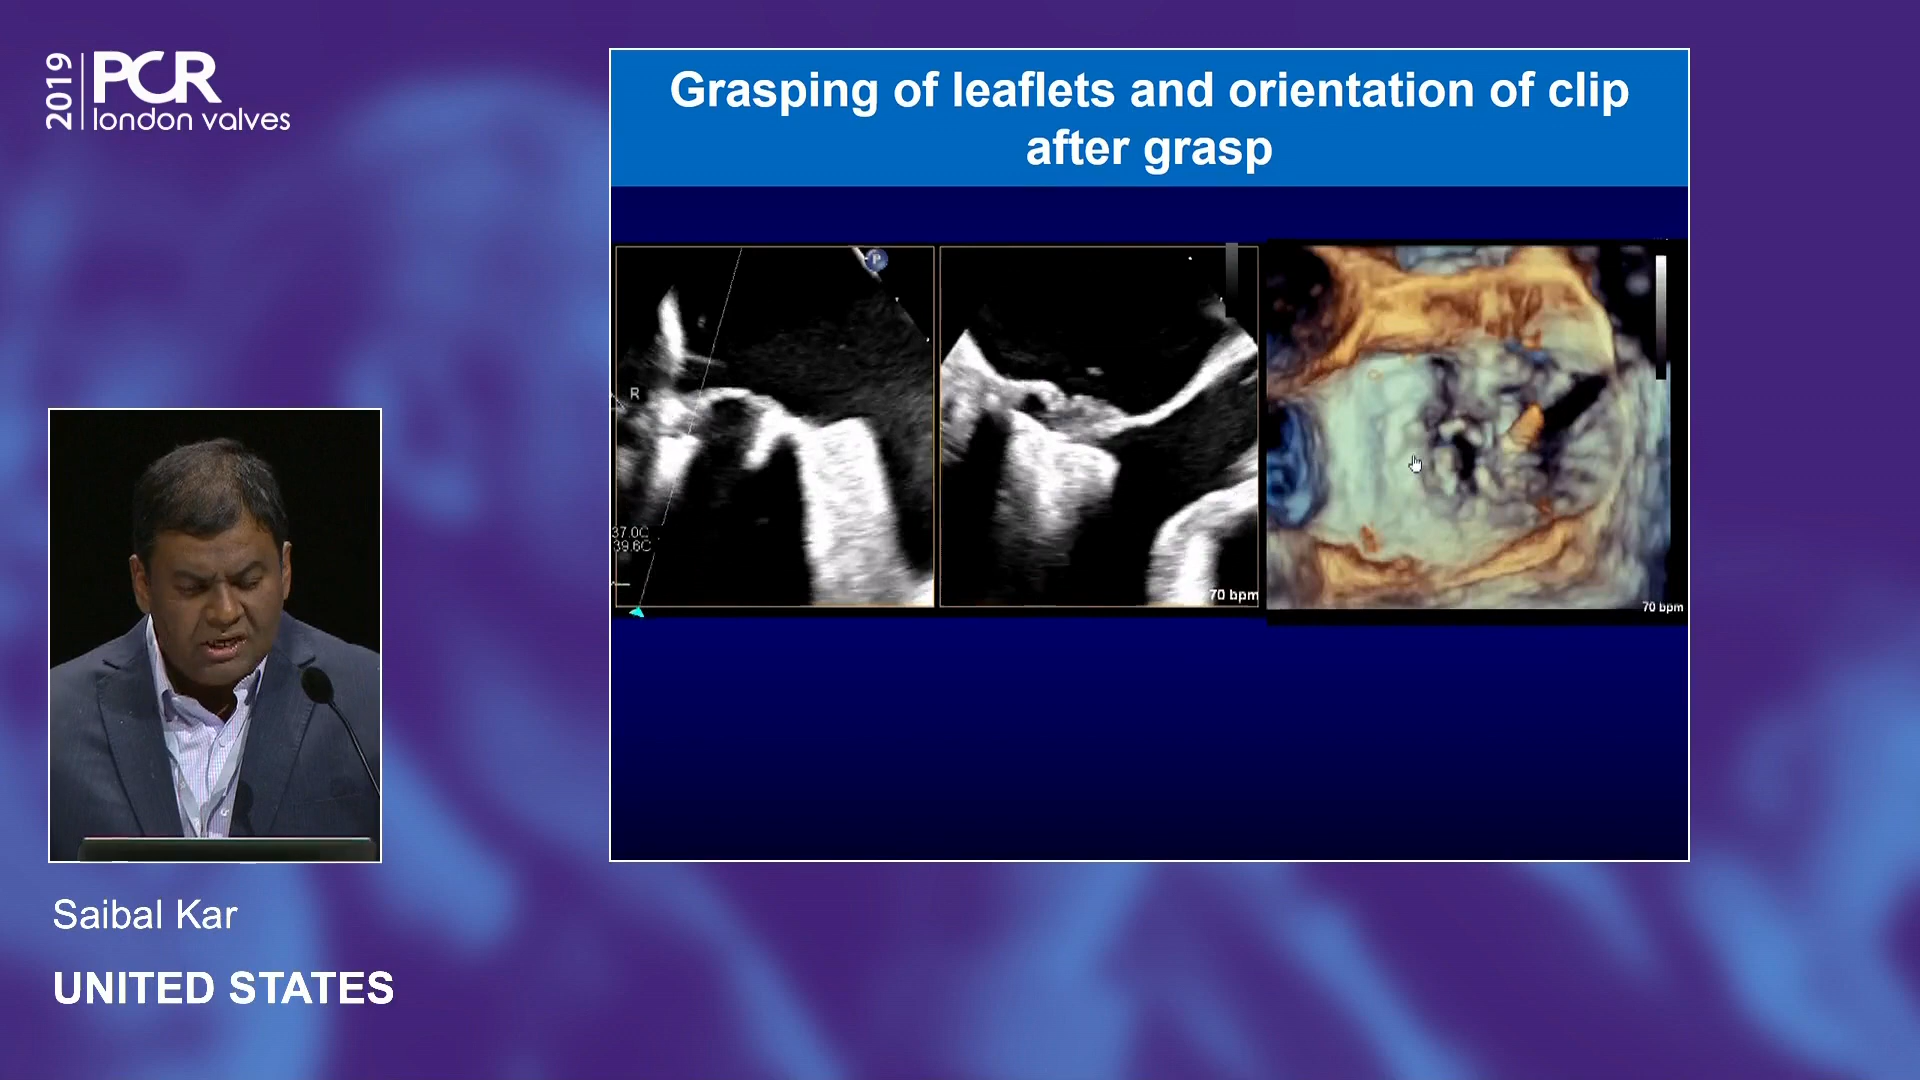 2019
PCR
london valves
Grasping of leaflets and orientation of clip
after grasp
P
R
37.0C
39.6C
70 bpm
70 bpm
Saibal Kar
UNITED STATES